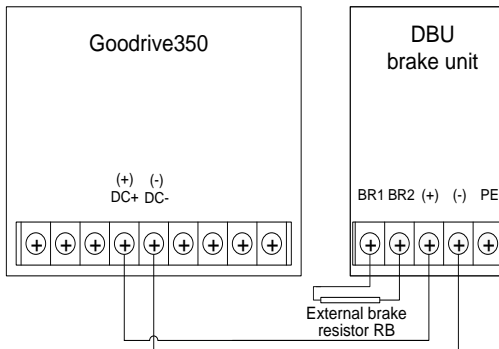 Goodrive350
DBU
brake unit
(+) (-)
DC+ DC-
BR1 BR2 (+) (-) PE
External brake
resistor RB